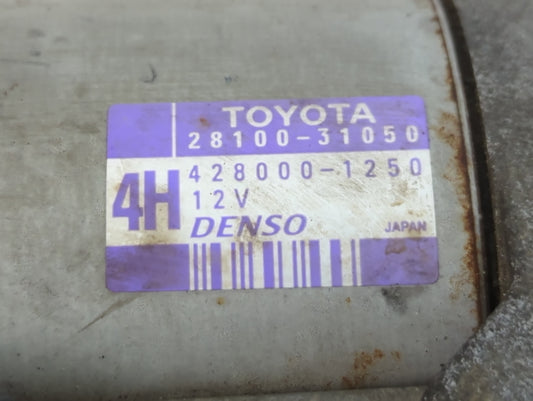 TOYOTA
28100-31050
4H
428000-1250
12V
DENSO
JAPAN